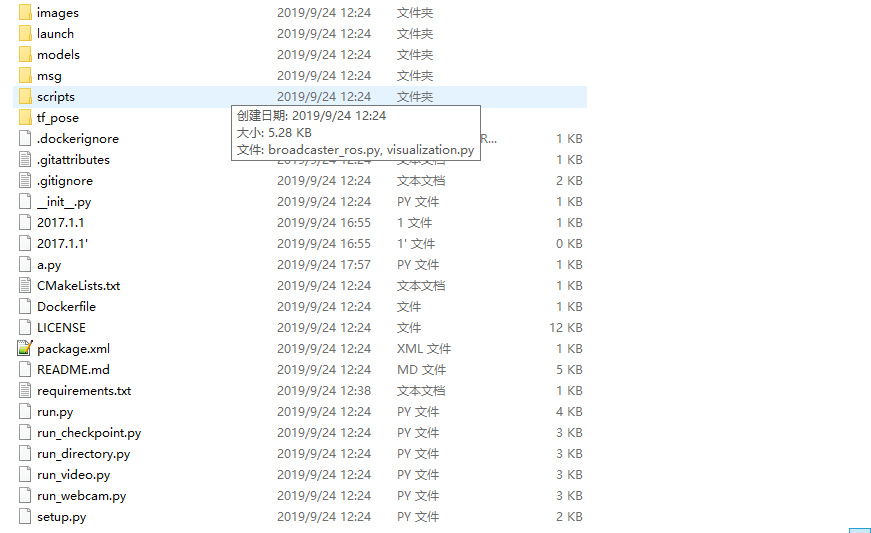 images 2019/9/24 12:24 文件夹
launch 2019/9/24 12:24 文件夹
models 2019/9/24 12:24 文件夹
msg 2019/9/24 12:24 文件夹
scripts 2019/9/24 12:24 文件夹
tf_pose
创建日期: 2019/9/24 12:24
大小: 5.28 KB
文件: broadcaster_ros.py, visualization.py
.dockerignore R... 1 KB
.gitattributes 2019/9/24 12:24 文本文档 1 KB
.gitignore 2019/9/24 12:24 文本文档 2 KB
__init__.py 2019/9/24 12:24 PY 文件 1 KB
2017.1.1 2019/9/24 16:55 1 文件 1 KB
2017.1.1' 2019/9/24 16:55 1' 文件 0 KB
a.py 2019/9/24 17:57 PY 文件 1 KB
CMakeLists.txt 2019/9/24 12:24 文本文档 1 KB
Dockerfile 2019/9/24 12:24 文件 1 KB
LICENSE 2019/9/24 12:24 文件 12 KB
package.xml 2019/9/24 12:24 XML 文件 1 KB
README.md 2019/9/24 12:24 MD 文件 5 KB
requirements.txt 2019/9/24 12:38 文本文档 1 KB
run.py 2019/9/24 12:24 PY 文件 4 KB
run_checkpoint.py 2019/9/24 12:24 PY 文件 3 KB
run_directory.py 2019/9/24 12:24 PY 文件 3 KB
run_video.py 2019/9/24 12:24 PY 文件 3 KB
run_webcam.py 2019/9/24 12:24 PY 文件 3 KB
setup.py 2019/9/24 12:24 PY 文件 2 KB